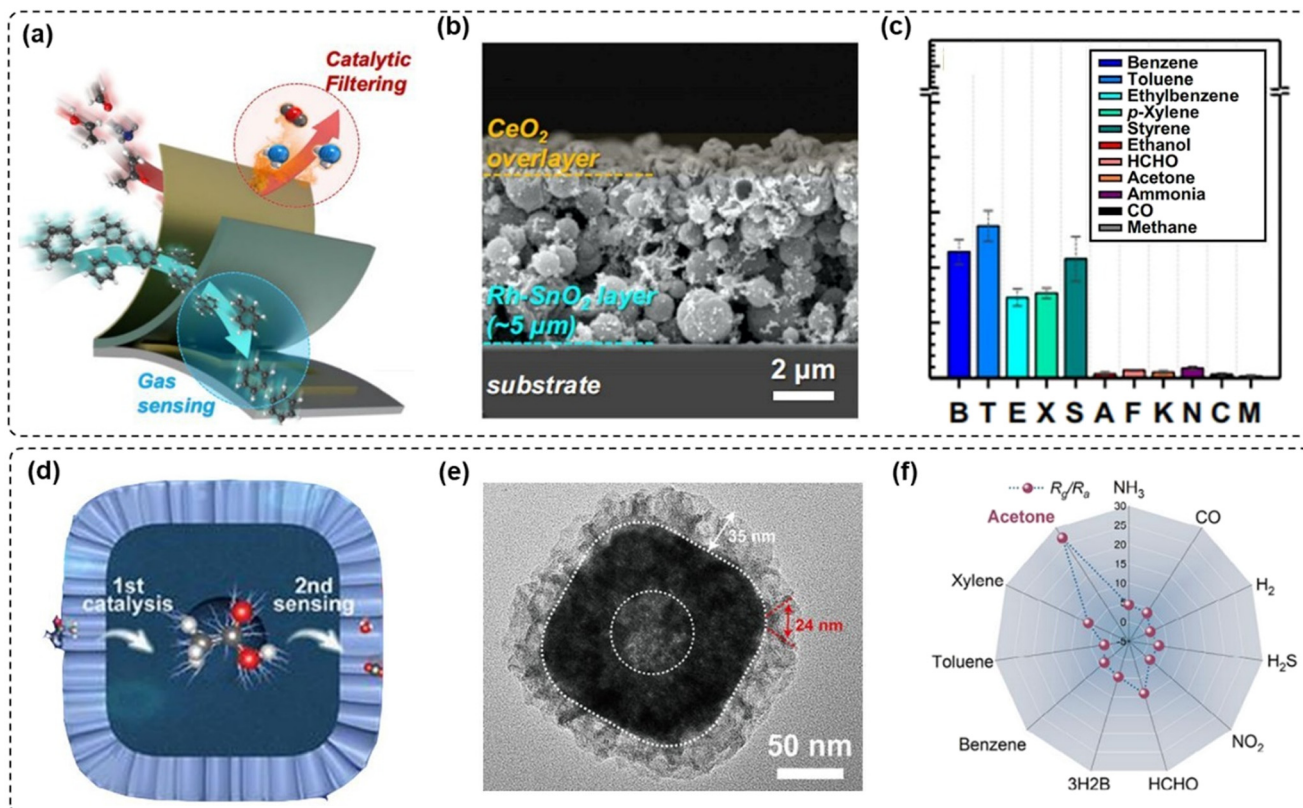 (a)
Catalytic
Filtering
Gas
sensing
(b)
CeO2
overlayer
Rh-SnO2 layer
(~5 μm)
substrate
2 μm
(c)
Benzene
Toluene
Ethylbenzene
p-Xylene
Styrene
Ethanol
HCHO
Acetone
Ammonia
CO
Methane
B T E X S A F K N C M
(d)
1st
catalysis
2nd
sensing
(e)
35 nm
24 nm
50 nm
(f)
Rg/Ra
NH3
30
25
20
15
10
5
0
-5
CO
H2
H2S
NO2
HCHO
3H2B
Benzene
Toluene
Xylene
Acetone